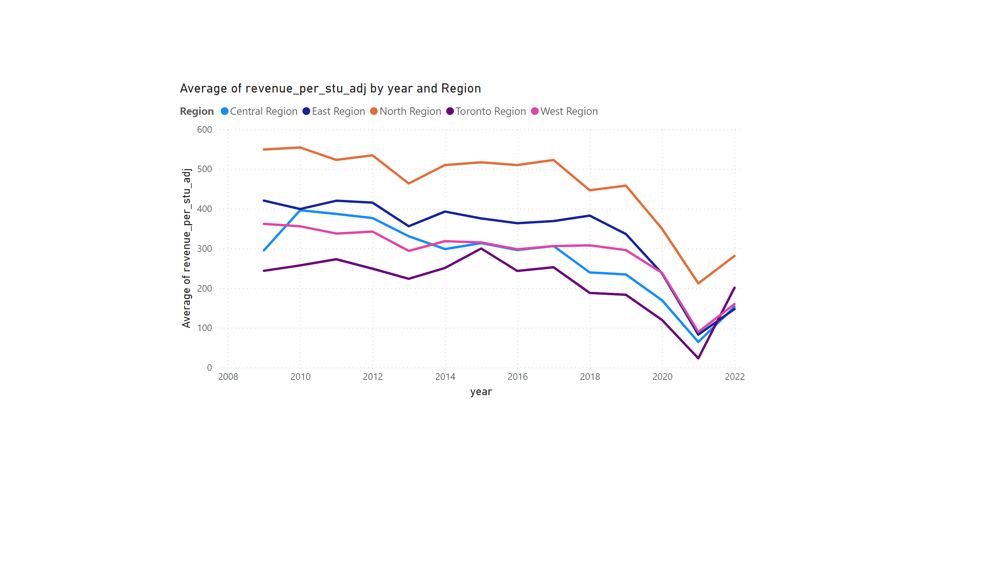 Average of revenue_per_stu_adj by year and Region
Region Central Region East Region North Region Toronto Region West Region
600
500
400
300
200
100
0
Average of revenue_per_stu_adj
2008 2010 2012 2014 2016 2018 2020 2022
year